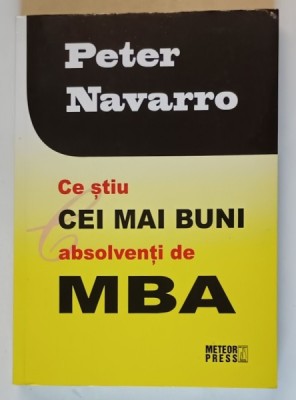 Peter
Navarro
Ce știu
CEI MAI BUNI
absolvenți de
MBA
METEOR
PRESS